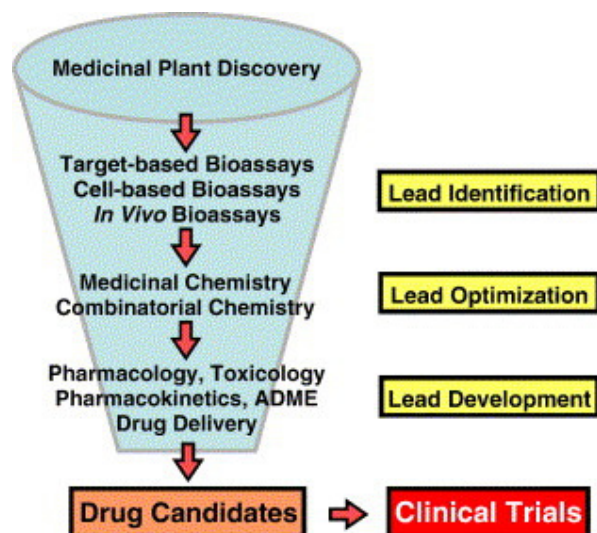 Medicinal Plant Discovery
Target-based Bioassays
Cell-based Bioassays
In Vivo Bioassays
Lead Identification
Medicinal Chemistry
Combinatorial Chemistry
Lead Optimization
Pharmacology, Toxicology
Pharmacokinetics, ADME
Drug Delivery
Lead Development
Drug Candidates
Clinical Trials